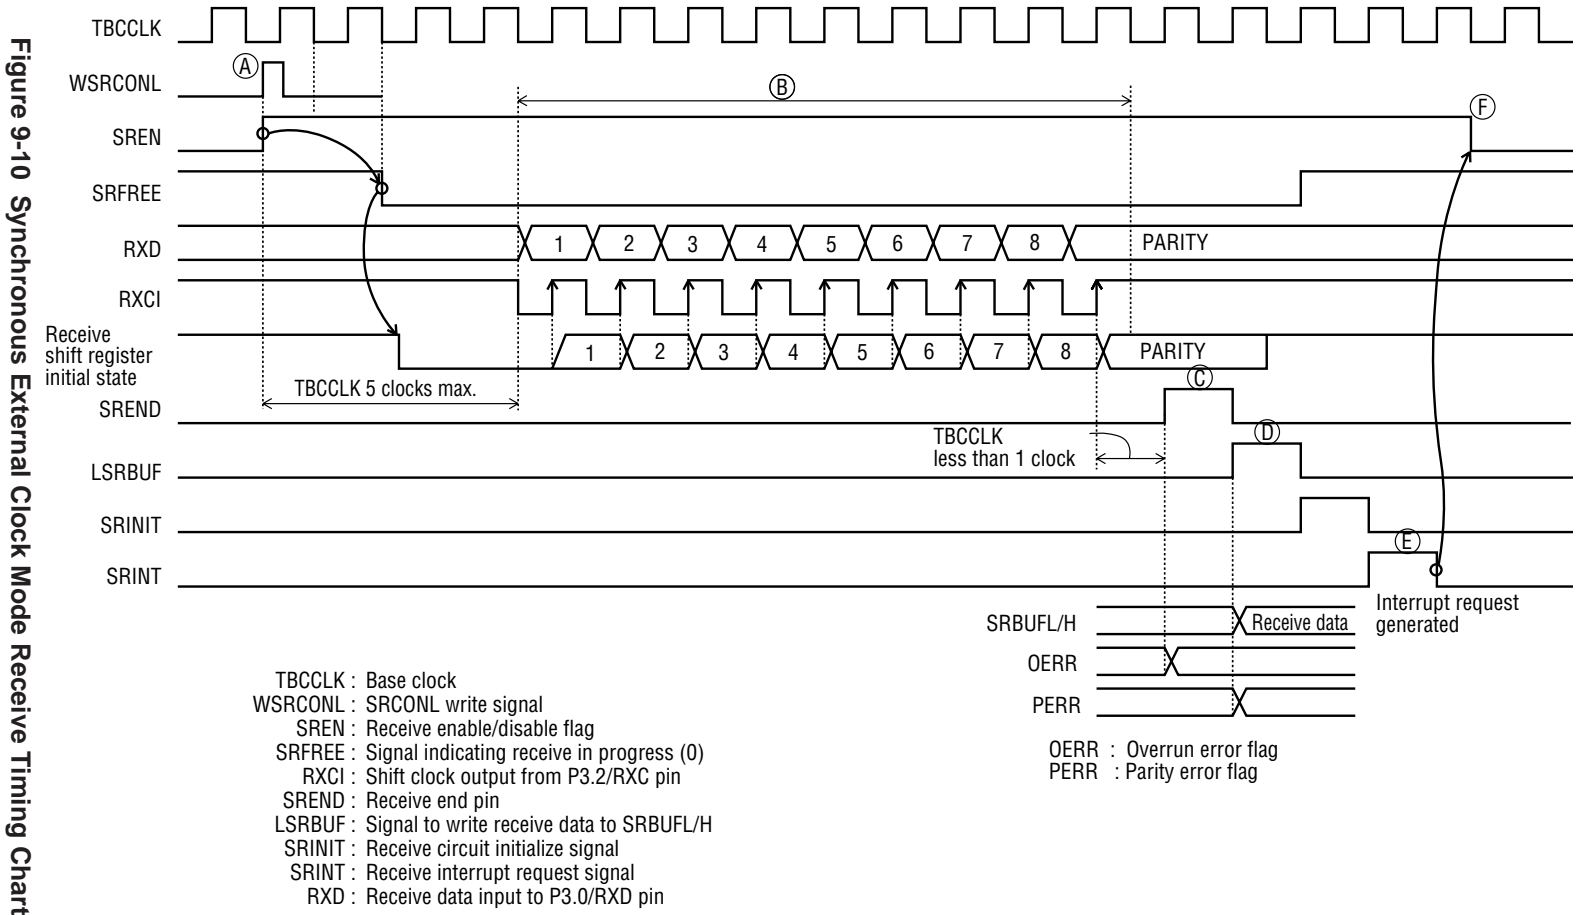 Figure 9-10 Synchronous External Clock Mode Receive Timing Chart
TBCCLK
WSRCONL
Ⓐ
Ⓑ
SREN
Ⓕ
SRFREE
RXD
1 2 3 4 5 6 7 8 PARITY
RXCI
Receive
shift register
initial state
1 2 3 4 5 6 7 8 PARITY
TBCCLK 5 clocks max.
Ⓒ
SREND
TBCCLK
less than 1 clock
Ⓓ
LSRBUF
SRINIT
Ⓔ
SRINT
Interrupt request
generated
SRBUFL/H
Receive data
OERR
PERR
TBCCLK : Base clock
WSRCONL : SRCONL write signal
SREN : Receive enable/disable flag
SRFREE : Signal indicating receive in progress (0)
RXCI : Shift clock output from P3.2/RXC pin
SREND : Receive end pin
LSRBUF : Signal to write receive data to SRBUFL/H
SRINIT : Receive circuit initialize signal
SRINT : Receive interrupt request signal
RXD : Receive data input to P3.0/RXD pin
OERR : Overrun error flag
PERR : Parity error flag